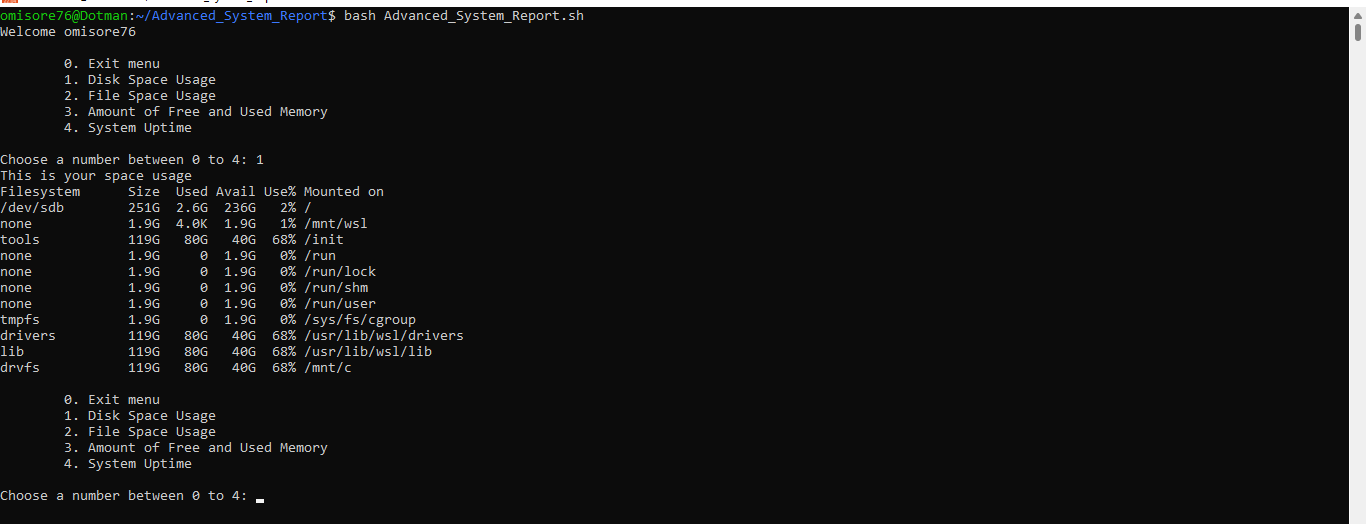 omisore76@Dotman:~/Advanced_System_Report$ bash Advanced_System_Report.sh
Welcome omisore76
0. Exit menu
1. Disk Space Usage
2. File Space Usage
3. Amount of Free and Used Memory
4. System Uptime
Choose a number between 0 to 4: 1
This is your space usage
Filesystem      Size  Used Avail Use% Mounted on
/dev/sdb        251G  2.6G  236G   2% /
none            1.9G  4.0K  1.9G   1% /mnt/wsl
tools           119G   80G   40G  68% /init
none            1.9G     0  1.9G   0% /run
none            1.9G     0  1.9G   0% /run/lock
none            1.9G     0  1.9G   0% /run/shm
none            1.9G     0  1.9G   0% /run/user
tmpfs           1.9G     0  1.9G   0% /sys/fs/cgroup
drivers         119G   80G   40G  68% /usr/lib/wsl/drivers
lib             119G   80G   40G  68% /usr/lib/wsl/lib
drvfs           119G   80G   40G  68% /mnt/c
0. Exit menu
1. Disk Space Usage
2. File Space Usage
3. Amount of Free and Used Memory
4. System Uptime
Choose a number between 0 to 4: